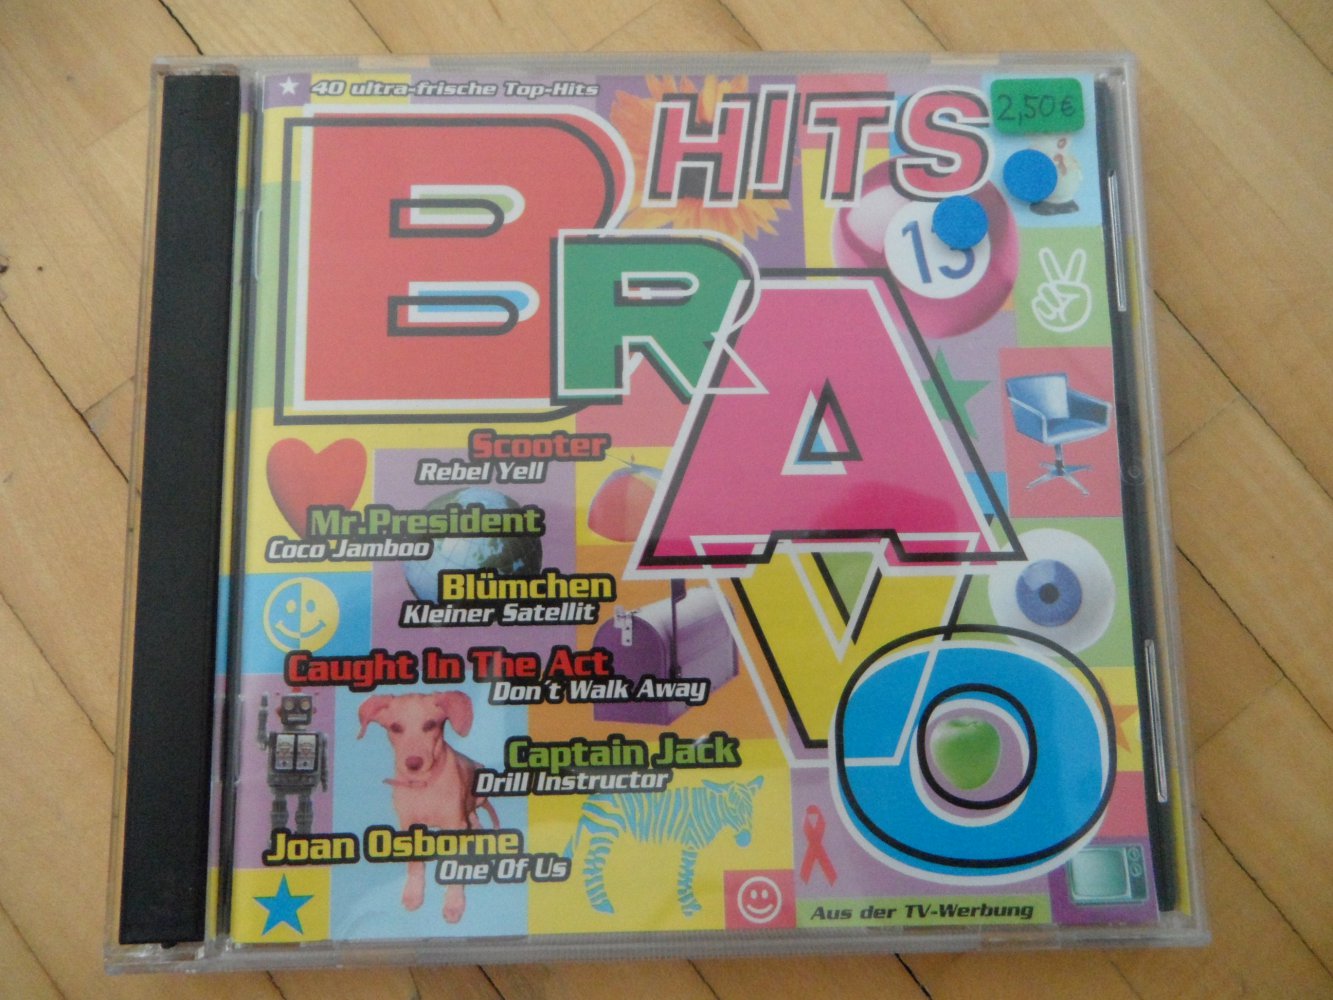 40 ultra-frische Top-Hits
BRAVO
HITS
2,50€
13
Scooter
Rebel Yell
Mr.President
Coco Jamboo
Blümchen
Kleiner Satellit
Caught In The Act
Don´t Walk Away
Captain Jack
Drill Instructor
Joan Osborne
One Of Us
Aus der TV-Werbung